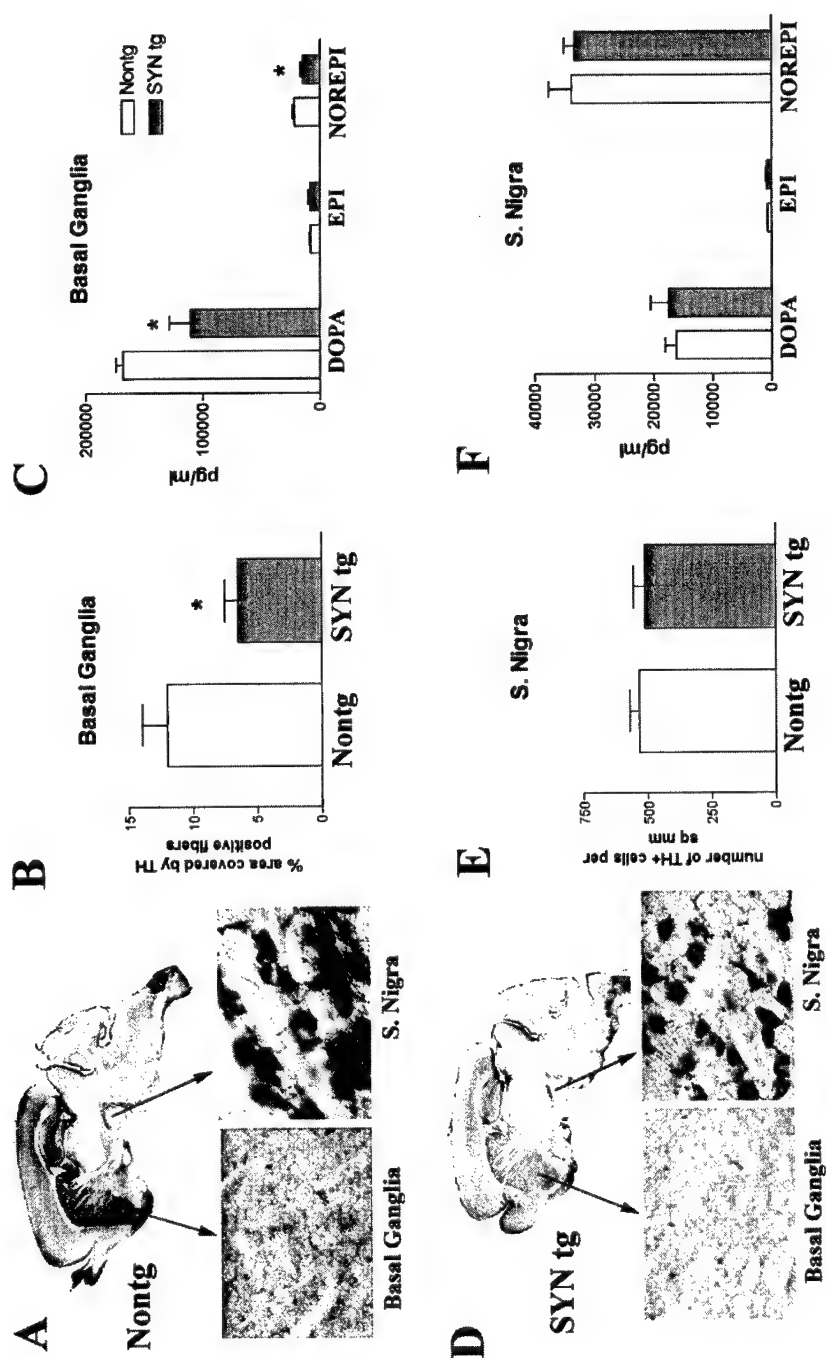 A
Nontg
Basal Ganglia
S. Nigra
B
Basal Ganglia
% area covered by TH
positive fibers
15
10
5
0
*
Nontg
SYN tg
C
Basal Ganglia
Nontg
SYN tg
pg/ml
200000
100000
0
*
*
DOPA
EPI
NOREPI
D
SYN tg
Basal Ganglia
S. Nigra
E
S. Nigra
number of TH+ cells per
sq mm
750
500
250
0
Nontg
SYN tg
F
S. Nigra
pg/ml
40000
30000
20000
10000
0
DOPA
EPI
NOREPI